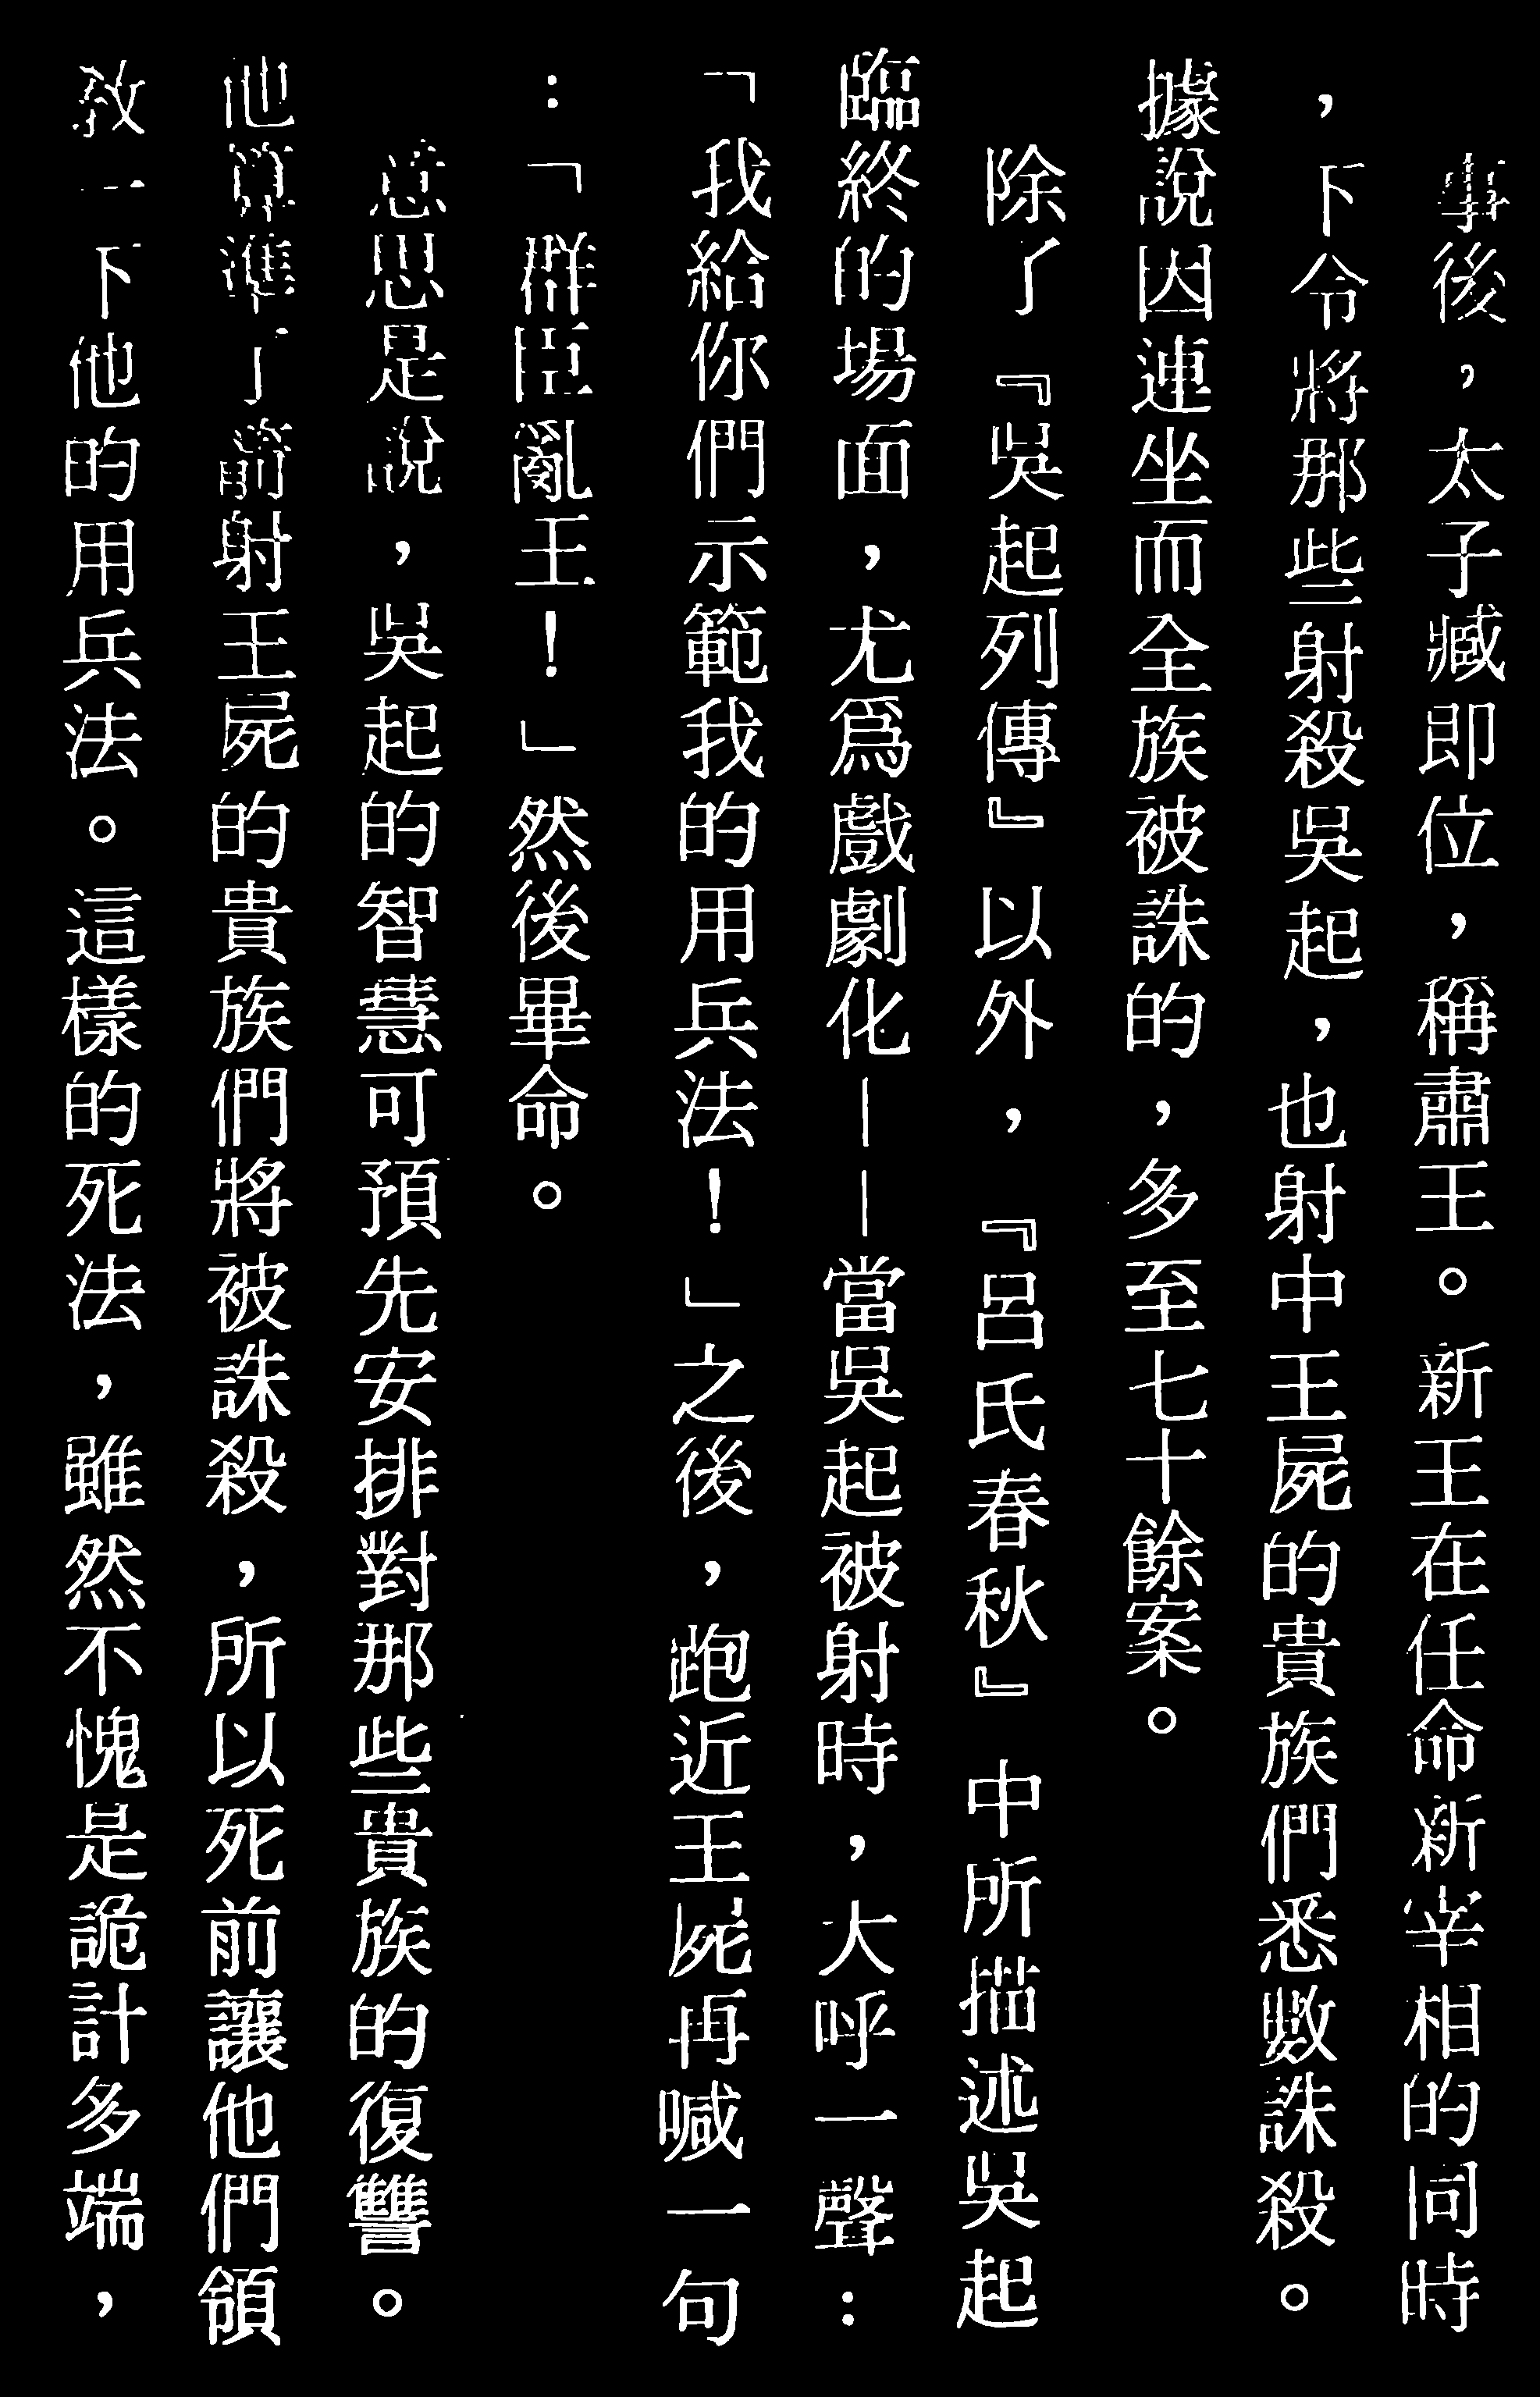 事後，太子臧即位，稱肅王。新王在任命新宰相的同時
，下令將那些射殺吳起，也射中王屍的貴族們悉數誅殺。
據說因連坐而全族被誅的，多至七十餘案。
除了『吳起列傳』以外，『呂氏春秋』中所描述吳起
臨終的場面，尤爲戲劇化——當吳起被射時，大呼一聲：
「我給你們示範我的用兵法！」之後，跑近王屍再喊一句
：「群臣亂王！」然後畢命。
意思是說，吳起的智慧可預先安排對那些貴族的復讐。
他算準了箭射王屍的貴族們將被誅殺，所以死前讓他們領
教一下他的用兵法。這樣的死法，雖然不愧是詭計多端，